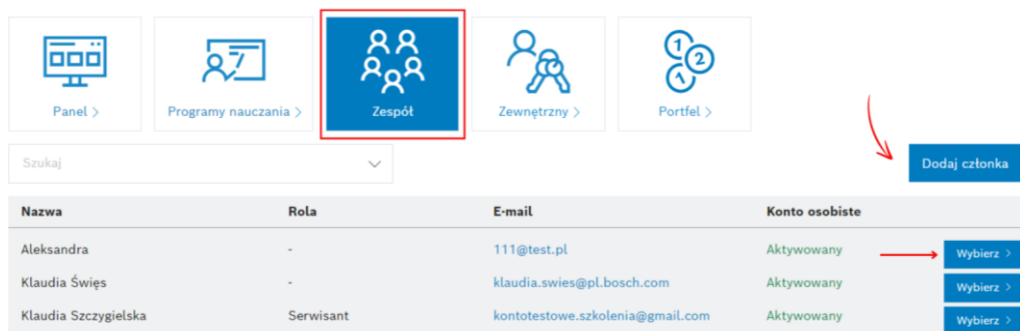 Panel >
Programy nauczania >
Zespół
Zewnętrzny >
Portfel >
Szukaj
Dodaj członka
Nazwa Rola E-mail Konto osobiste
Aleksandra - 111@test.pl Aktywowany Wybierz >
Klaudia Święs - klaudia.swies@pl.bosch.com Aktywowany Wybierz >
Klaudia Szczygielska Serwisant kontotestowe.szkolenia@gmail.com Aktywowany Wybierz >